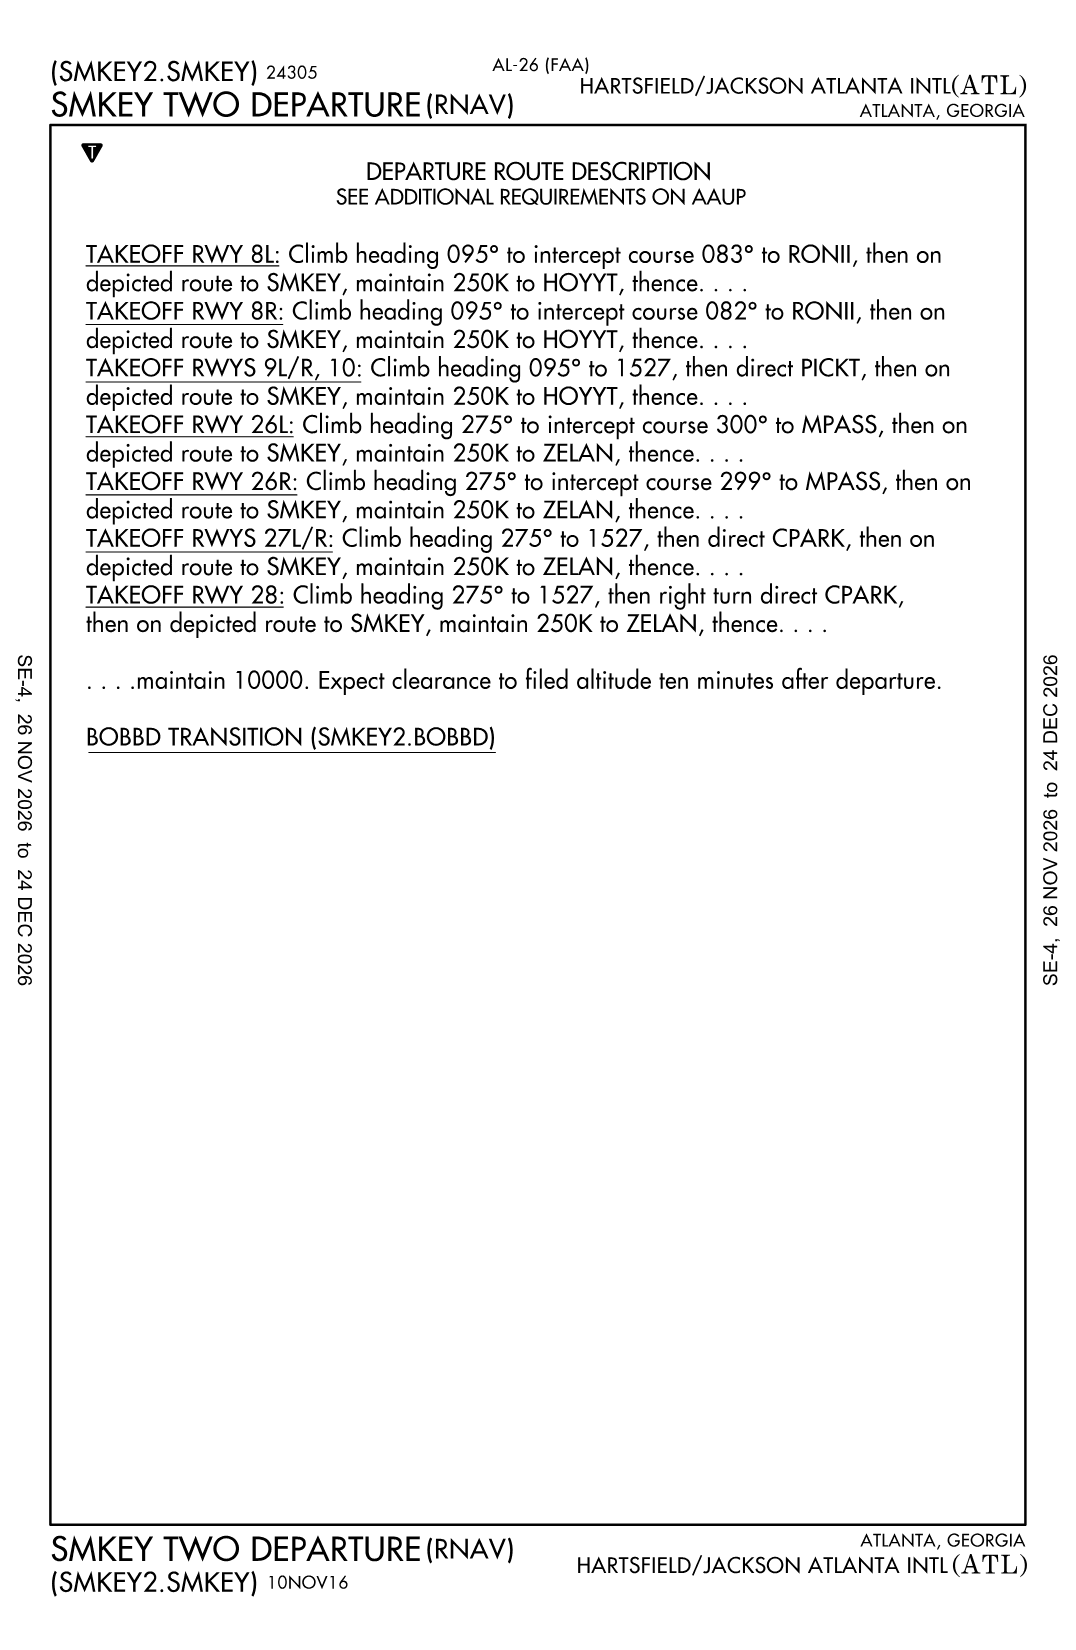 (SMKEY2.SMKEY) 24305
AL-26 (FAA)
HARTSFIELD/JACKSON ATLANTA INTL(ATL)
SMKEY TWO DEPARTURE(RNAV)
ATLANTA, GEORGIA
T
DEPARTURE ROUTE DESCRIPTION
SEE ADDITIONAL REQUIREMENTS ON AAUP
TAKEOFF RWY 8L: Climb heading 095° to intercept course 083° to RONII, then on
depicted route to SMKEY, maintain 250K to HOYYT, thence. . . .
TAKEOFF RWY 8R: Climb heading 095° to intercept course 082° to RONII, then on
depicted route to SMKEY, maintain 250K to HOYYT, thence. . . .
TAKEOFF RWYS 9L/R, 10: Climb heading 095° to 1527, then direct PICKT, then on
depicted route to SMKEY, maintain 250K to HOYYT, thence. . . .
TAKEOFF RWY 26L: Climb heading 275° to intercept course 300° to MPASS, then on
depicted route to SMKEY, maintain 250K to ZELAN, thence. . . .
TAKEOFF RWY 26R: Climb heading 275° to intercept course 299° to MPASS, then on
depicted route to SMKEY, maintain 250K to ZELAN, thence. . . .
TAKEOFF RWYS 27L/R: Climb heading 275° to 1527, then direct CPARK, then on
depicted route to SMKEY, maintain 250K to ZELAN, thence. . . .
TAKEOFF RWY 28: Climb heading 275° to 1527, then right turn direct CPARK,
then on depicted route to SMKEY, maintain 250K to ZELAN, thence. . . .
. . . .maintain 10000. Expect clearance to filed altitude ten minutes after departure.
BOBBD TRANSITION (SMKEY2.BOBBD)
SE-4, 26 NOV 2026 to 24 DEC 2026
SE-4, 26 NOV 2026 to 24 DEC 2026
SMKEY TWO DEPARTURE(RNAV)
(SMKEY2.SMKEY) 10NOV16
ATLANTA, GEORGIA
HARTSFIELD/JACKSON ATLANTA INTL(ATL)